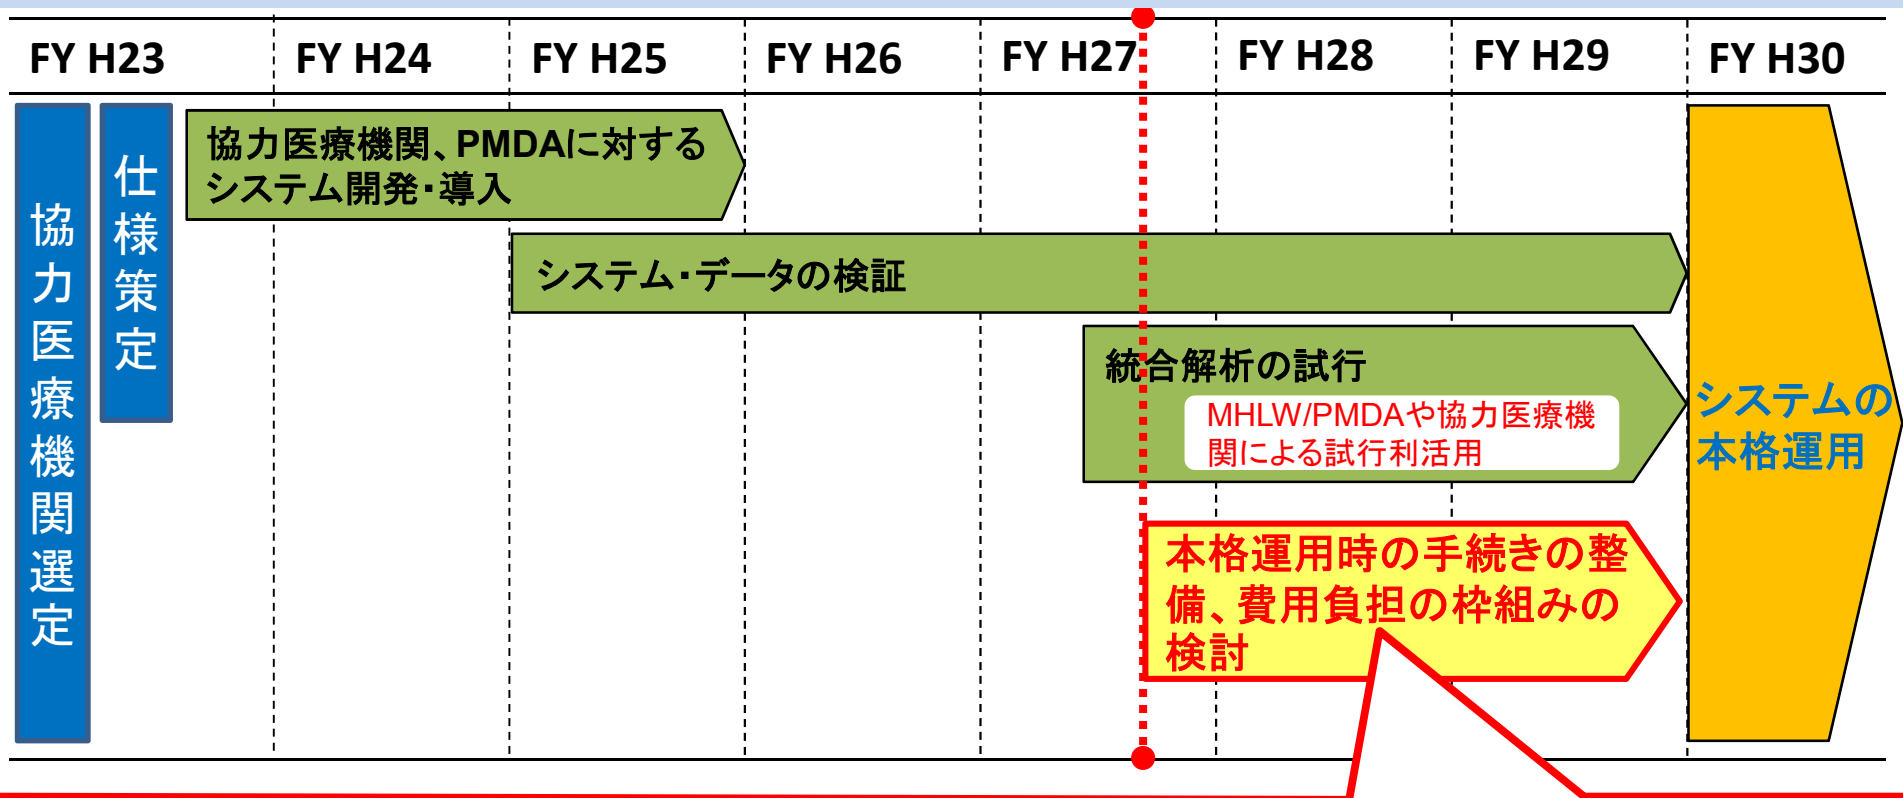 FY H23
FY H24
FY H25
FY H26
FY H27
FY H28
FY H29
FY H30
協力医療機関選定
仕様策定
協力医療機関、PMDAに対する
システム開発・導入
システム・データの検証
統合解析の試行
MHLW/PMDAや協力医療機
関による試行利活用
本格運用時の手続きの整
備、費用負担の枠組みの
検討
システムの
本格運用